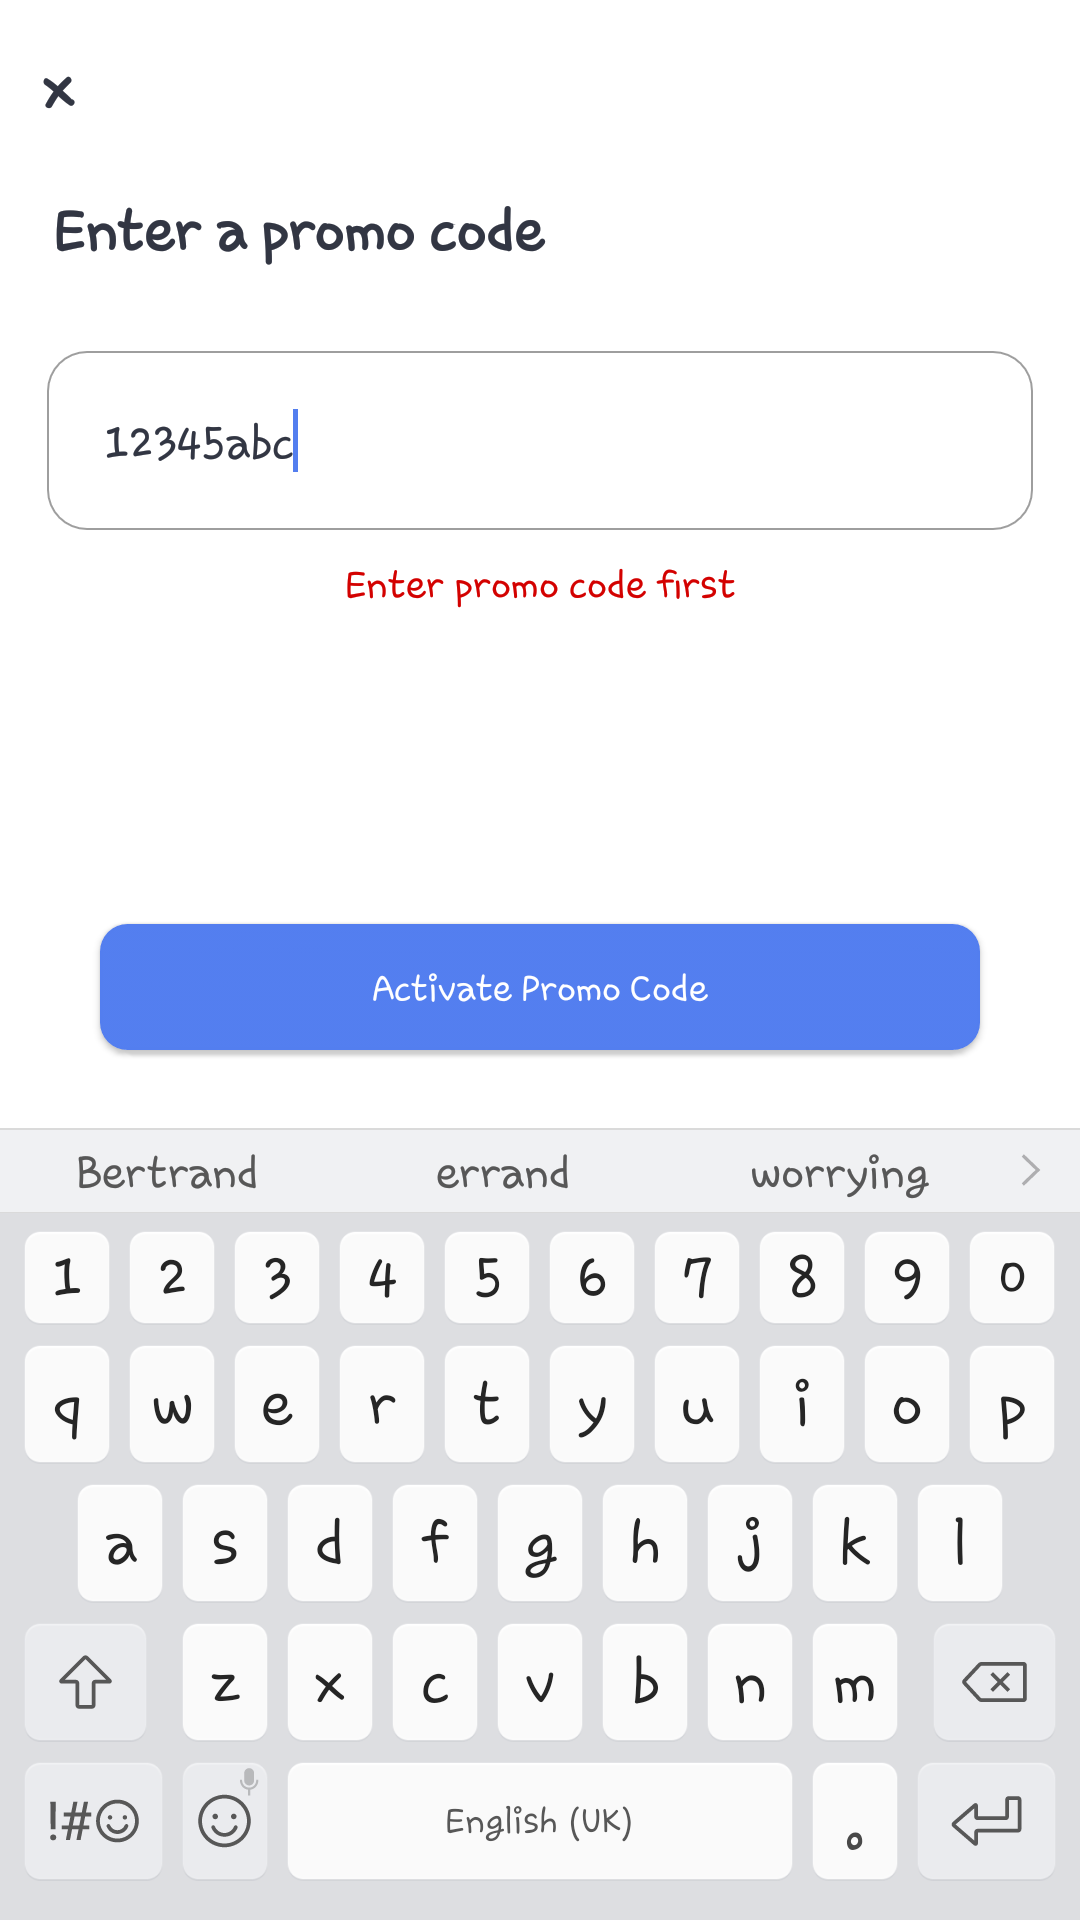 Enter a promo code
12345abc
Enter promo code first
Activate Promo Code
Bertrand errand worrying
1 2 3 4 5 6 7 8 9 0
q w e r t y u i o p
a s d f g h j k l
z x c v b n m
!#☺ English (UK) .